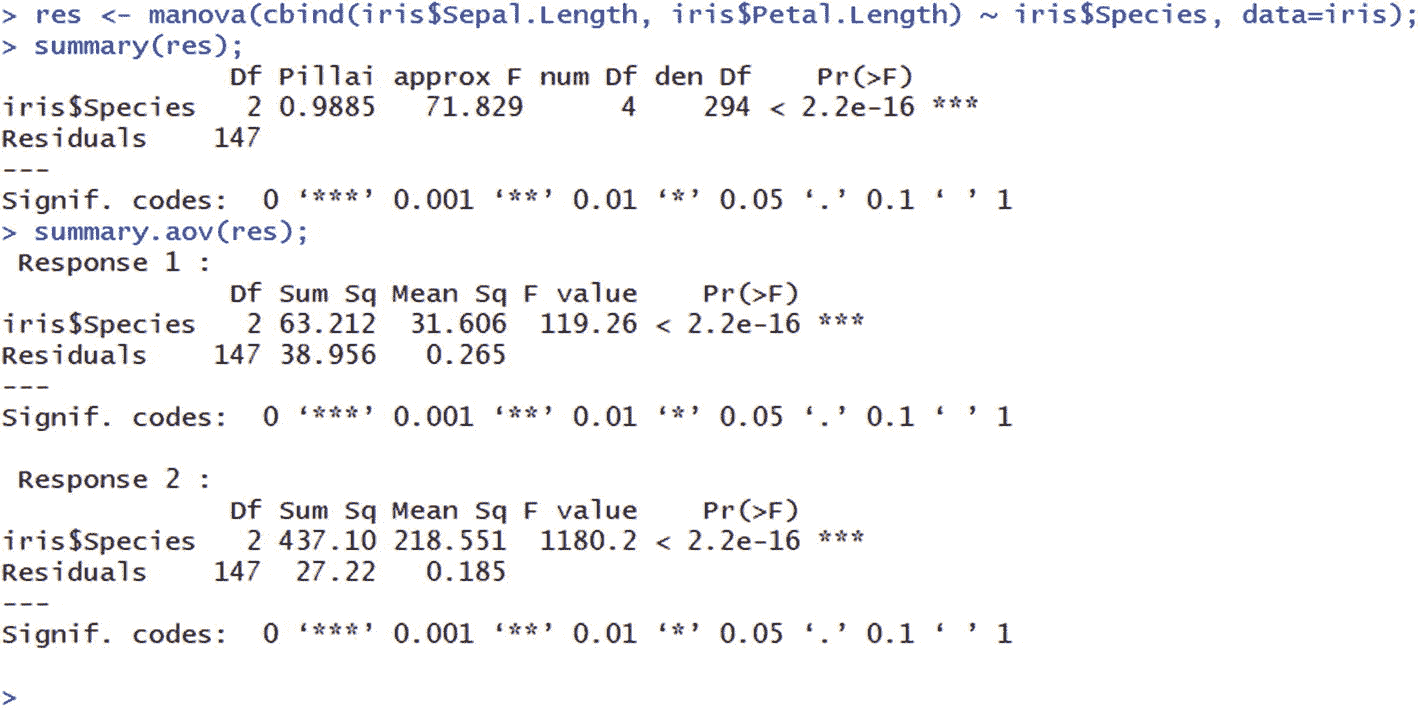 > res <- manova(cbind(iris$Sepal.Length, iris$Petal.Length) ~ iris$Species, data=iris);
> summary(res);
              Df Pillai approx F num Df den Df    Pr(>F)
iris$Species   2 0.9885   71.829      4    294 < 2.2e-16 ***
Residuals    147
---
Signif. codes:  0 ‘***’ 0.001 ‘**’ 0.01 ‘*’ 0.05 ‘.’ 0.1 ‘ ’ 1
> summary.aov(res);
 Response 1 :
              Df Sum Sq Mean Sq F value    Pr(>F)
iris$Species   2 63.212  31.606  119.26 < 2.2e-16 ***
Residuals    147 38.956   0.265
---
Signif. codes:  0 ‘***’ 0.001 ‘**’ 0.01 ‘*’ 0.05 ‘.’ 0.1 ‘ ’ 1

 Response 2 :
              Df Sum Sq Mean Sq F value    Pr(>F)
iris$Species   2 437.10 218.551  1180.2 < 2.2e-16 ***
Residuals    147  27.22   0.185
---
Signif. codes:  0 ‘***’ 0.001 ‘**’ 0.01 ‘*’ 0.05 ‘.’ 0.1 ‘ ’ 1

>